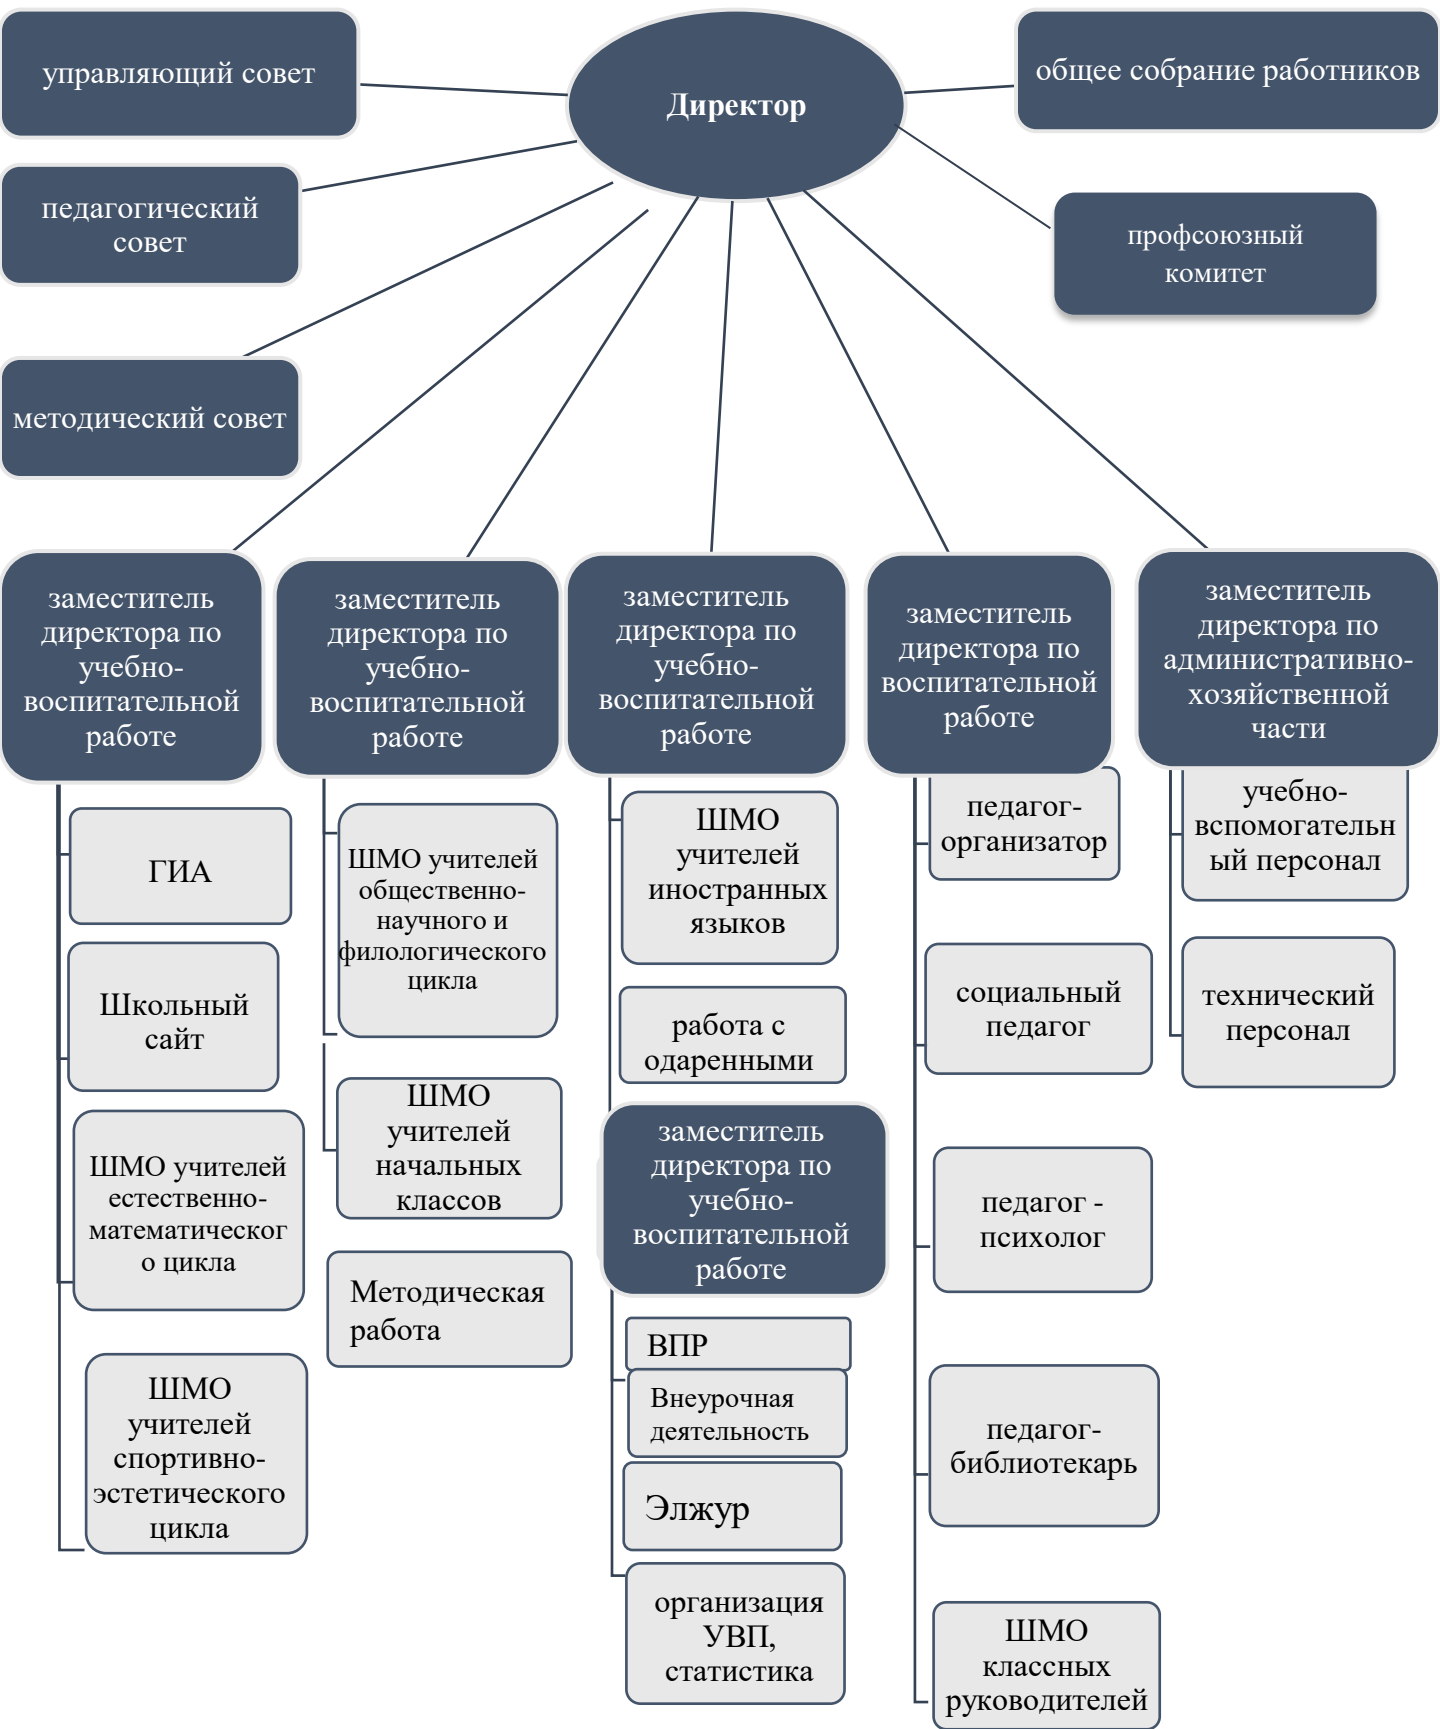 управляющий совет
Директор
общее собрание работников
педагогический
совет
профсоюзный
комитет
методический совет
заместитель
директора по
учебно-
воспитательной
работе
заместитель
директора по
учебно-
воспитательной
работе
заместитель
директора по
учебно-
воспитательной
работе
заместитель
директора по
воспитательной
работе
заместитель
директора по
административно-
хозяйственной
части
ГИА
Школьный
сайт
ШМО учителей
естественно-
математическог
о цикла
ШМО
учителей
спортивно-
эстетического
цикла
ШМО учителей
общественно-
научного и
филологического
цикла
ШМО
учителей
начальных
классов
Методическая
работа
ШМО
учителей
иностранных
языков
работа с
одаренными
заместитель
директора по
учебно-
воспитательной
работе
ВПР
Внеурочная
деятельность
Элжур
организация
УВП,
статистика
педагог-
организатор
социальный
педагог
педагог -
психолог
педагог-
библиотекарь
ШМО
классных
руководителей
учебно-
вспомогательн
ый персонал
технический
персонал